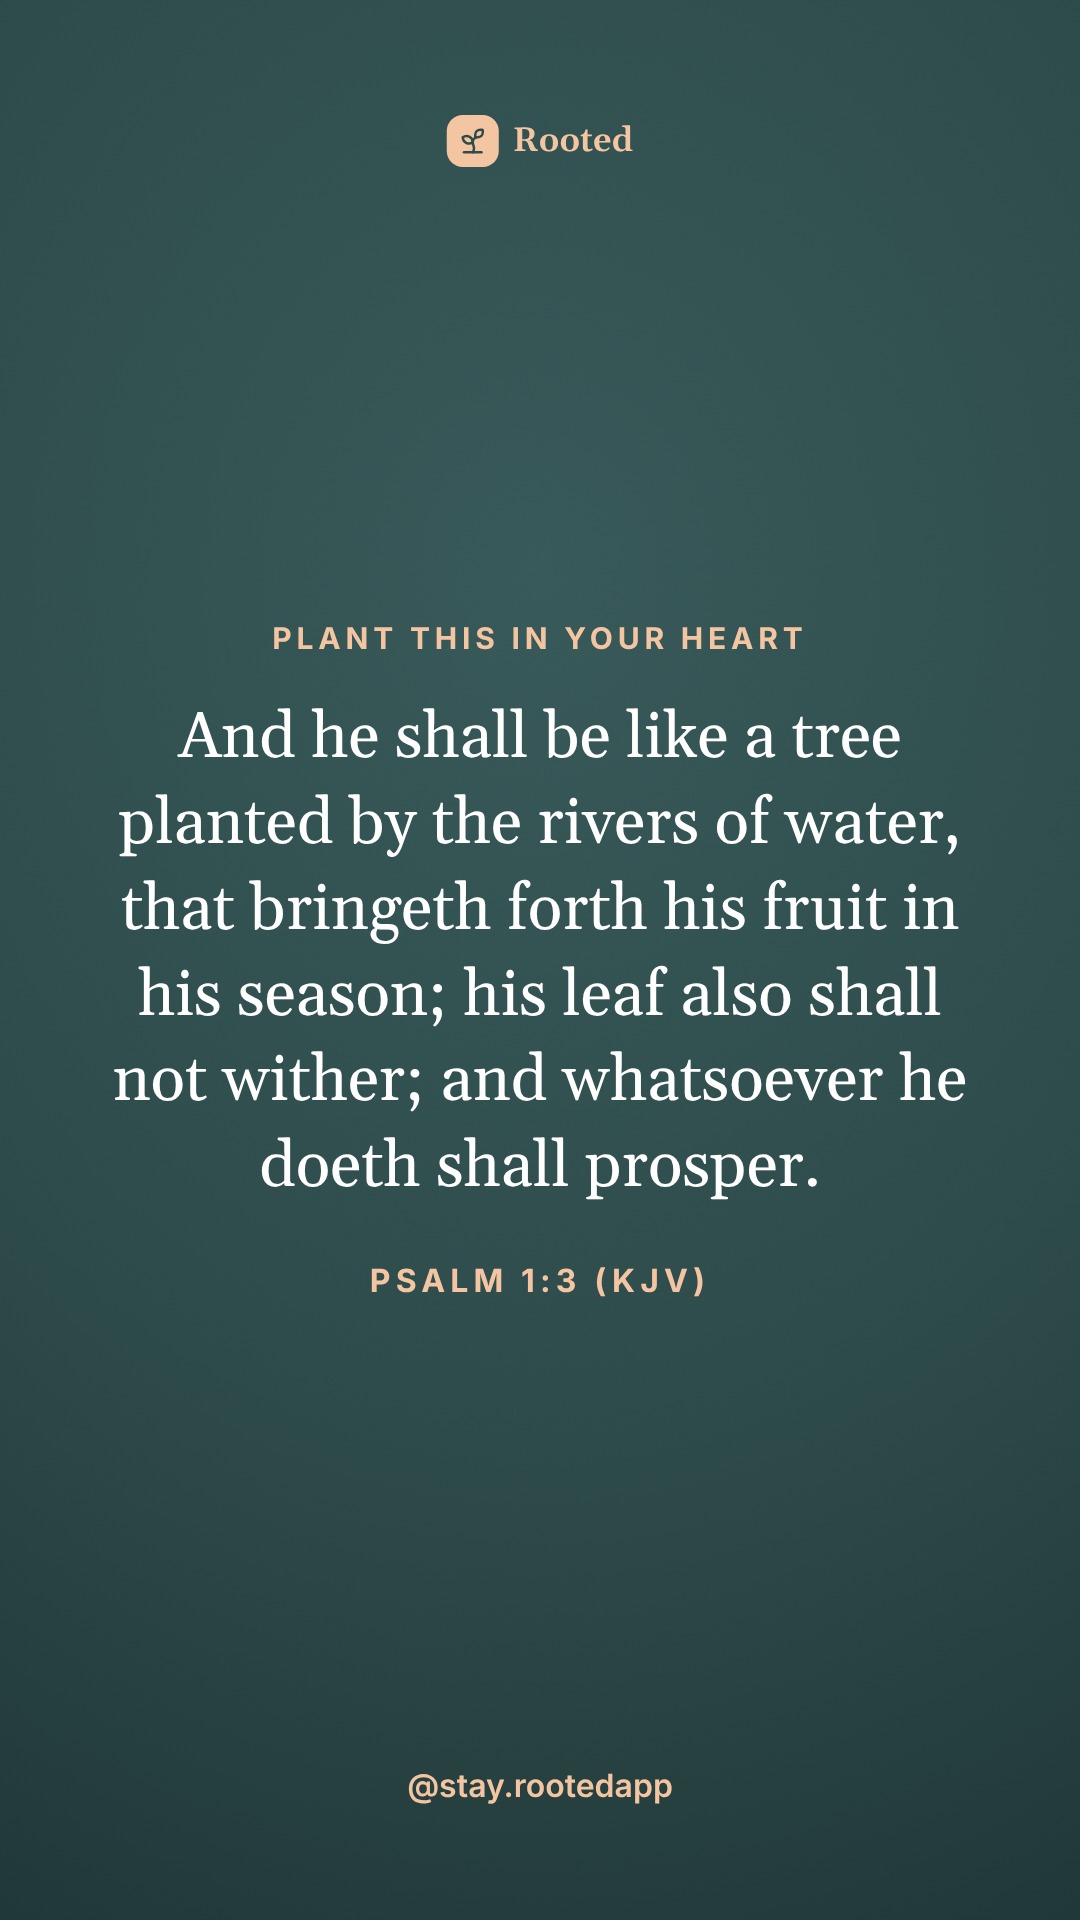 Rooted
PLANT THIS IN YOUR HEART
And he shall be like a tree
planted by the rivers of water,
that bringeth forth his fruit in
his season; his leaf also shall
not wither; and whatsoever he
doeth shall prosper.
PSALM 1:3 (KJV)
@stay.rootedapp